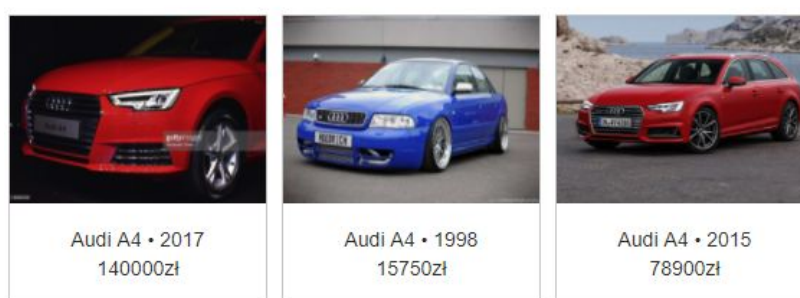 Audi A4 • 2017
140000zł
Audi A4 • 1998
15750zł
Audi A4 • 2015
78900zł